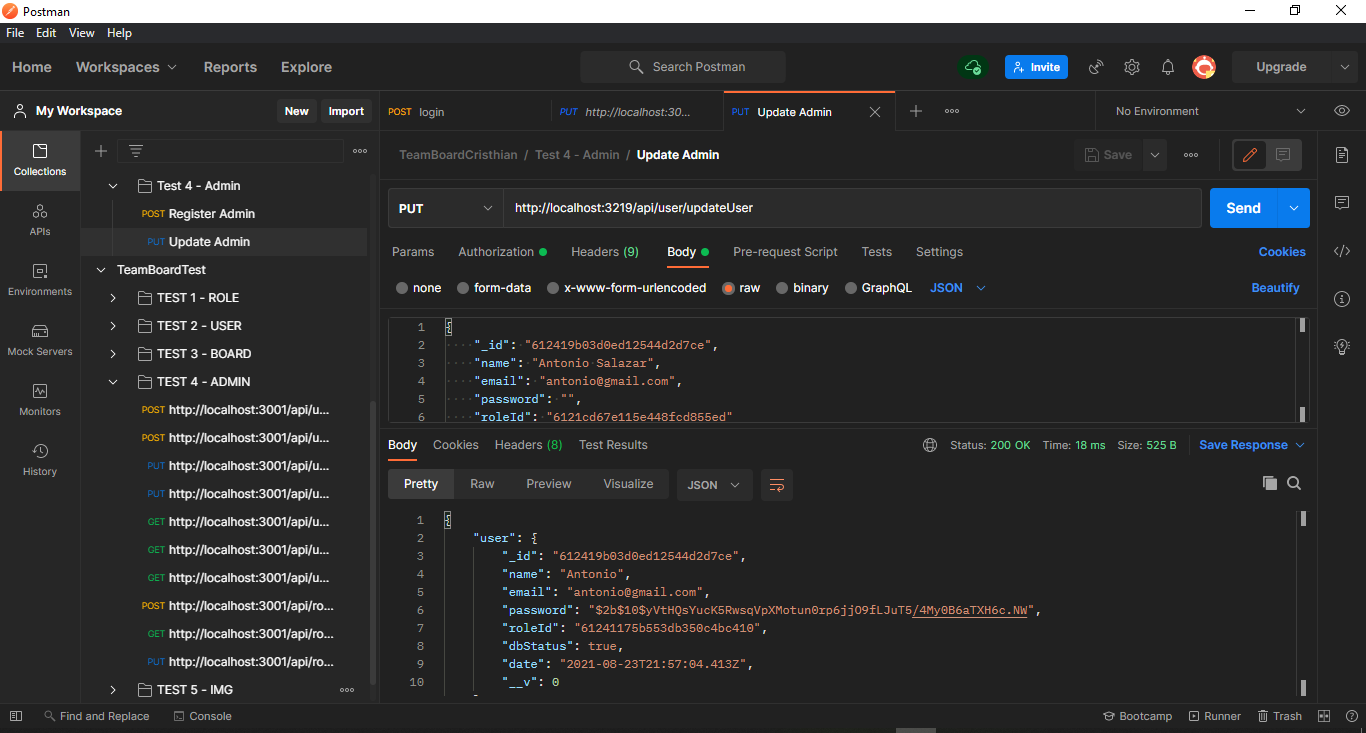 Postman
File Edit View Help
Home Workspaces Reports Explore Search Postman Invite Upgrade
My Workspace New Import
POST login PUT http://localhost:30... PUT Update Admin No Environment
Collections
APIs
Environments
Mock Servers
Monitors
History
Test 4 - Admin
POST Register Admin
PUT Update Admin
TeamBoardTest
TEST 1 - ROLE
TEST 2 - USER
TEST 3 - BOARD
TEST 4 - ADMIN
POST http://localhost:3001/api/u...
POST http://localhost:3001/api/u...
PUT http://localhost:3001/api/u...
PUT http://localhost:3001/api/u...
GET http://localhost:3001/api/u...
GET http://localhost:3001/api/u...
GET http://localhost:3001/api/u...
POST http://localhost:3001/api/ro...
GET http://localhost:3001/api/ro...
PUT http://localhost:3001/api/ro...
TEST 5 - IMG
TeamBoardCristhian / Test 4 - Admin / Update Admin Save
PUT http://localhost:3219/api/user/updateUser Send
Params Authorization Headers (9) Body Pre-request Script Tests Settings Cookies
none form-data x-www-form-urlencoded raw binary GraphQL JSON Beautify
1 {
2 "_id": "612419b03d0ed12544d2d7ce",
3 "name": "Antonio Salazar",
4 "email": "antonio@gmail.com",
5 "password": "",
6 "roleId": "6121cd67e115e448fcd855ed"
Body Cookies Headers (8) Test Results Status: 200 OK Time: 18 ms Size: 525 B Save Response
Pretty Raw Preview Visualize JSON
1 {
2 "user": {
3 "_id": "612419b03d0ed12544d2d7ce",
4 "name": "Antonio",
5 "email": "antonio@gmail.com",
6 "password": "$2b$10$yVtHQsYucK5RwsqVpXMotun0rp6jjO9fLJuT5/4My0B6aTXH6c.NW",
7 "roleId": "61241175b553db350c4bc410",
8 "dbStatus": true,
9 "date": "2021-08-23T21:57:04.413Z",
10 "__v": 0
Find and Replace Console Bootcamp Runner Trash